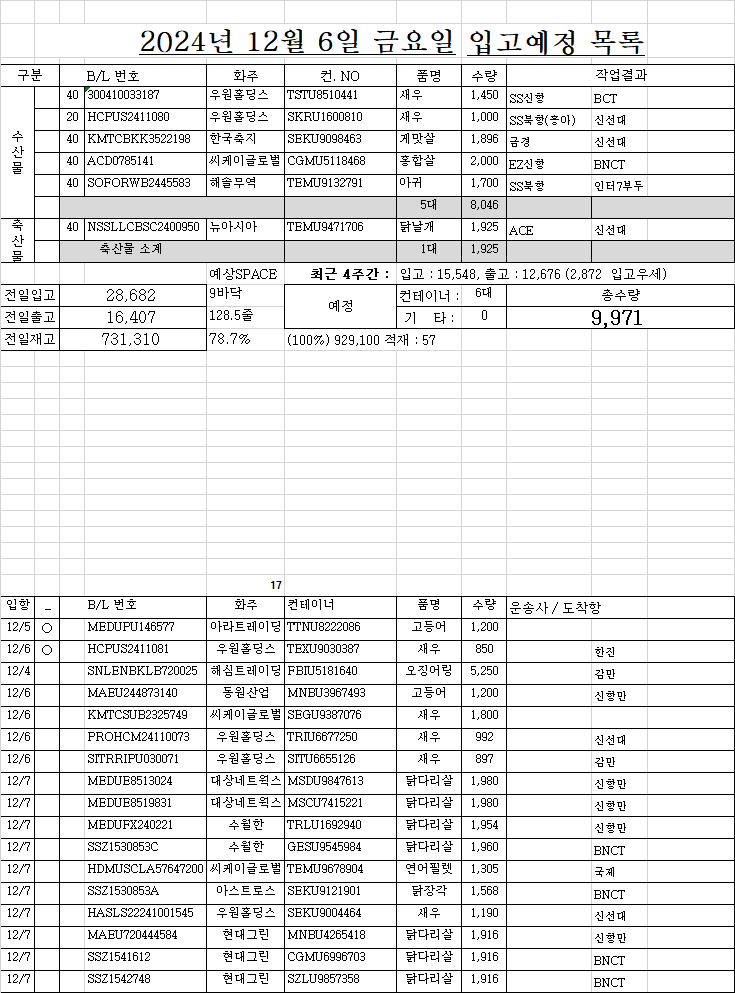 2024년 12월 6일 금요일 입고예정 목록
구분 B/L 번호 화주 컨. NO 품명 수량 작업결과
수산물
40 300410033187 우원홀딩스 TSTU8510441 새우 1,450 SS신항 BCT
20 HCPUS2411080 우원홀딩스 SKRU1600810 새우 1,000 SS북항(홍아) 신선대
40 KMTCBKK3522198 한국축지 SEKU9098463 게맛살 1,896 금경 신선대
40 ACD0785141 씨케이글로벌 CGMU5118468 홍합살 2,000 EZ신항 BNCT
40 SOFORWB2445583 해솔무역 TEMU9132791 아귀 1,700 SS북항 인터7부두
5대 8,046
축산물
40 NSSLLCBSC2400950 뉴아시아 TEMU9471706 닭날개 1,925 ACE 신선대
축산물 소계 1대 1,925
예상SPACE 최근 4주간 : 입고 : 15,548, 출고 : 12,676 (2,872 입고우세)
전일입고 28,682 9바닥 예정 컨테이너 : 6대 총수량
전일출고 16,407 128.5줄 기 타 : 0 9,971
전일재고 731,310 78.7% (100%) 929,100 적재 : 57
17
입항 _ B/L 번호 화주 컨테이너 품명 수량 운송사 / 도착항
12/5 ○ MEDUPU146577 아라트레이딩 TTNU8222086 고등어 1,200
12/6 ○ HCPUS2411081 우원홀딩스 TEXU9030387 새우 850 한진
12/4 SNLENBKLB720025 해심트레이딩 FBIU5181640 오징어링 5,250 감만
12/6 MAEU244873140 동원산업 MNBU3967493 고등어 1,200 신항만
12/6 KMTCSUB2325749 씨케이글로벌 SEGU9387076 새우 1,800
12/6 PROHCM24110073 우원홀딩스 TRIU6677250 새우 992 신선대
12/6 SITRRIPU030071 우원홀딩스 SITU6655126 새우 897 감만
12/7 MEDUE8513024 대상네트웍스 MSDU9847613 닭다리살 1,980 신항만
12/7 MEDUE8519831 대상네트웍스 MSCU7415221 닭다리살 1,980 신항만
12/7 MEDUFX240221 수월한 TRLU1692940 닭다리살 1,954 신항만
12/7 SSZ1530853C 수월한 GESU9545984 닭다리살 1,960 BNCT
12/7 HDMUSCLA57647200 씨케이글로벌 TEMU9678904 연어필렛 1,305 국제
12/7 SSZ1530853A 아스트로스 SEKU9121901 닭장각 1,568 BNCT
12/7 HASLS22241001545 우원홀딩스 SEKU9004464 새우 1,190 신선대
12/7 MAEU720444584 현대그린 MNBU4265418 닭다리살 1,916 신항만
12/7 SSZ1541612 현대그린 CGMU6996703 닭다리살 1,916 BNCT
12/7 SSZ1542748 현대그린 SZLU9857358 닭다리살 1,916 BNCT